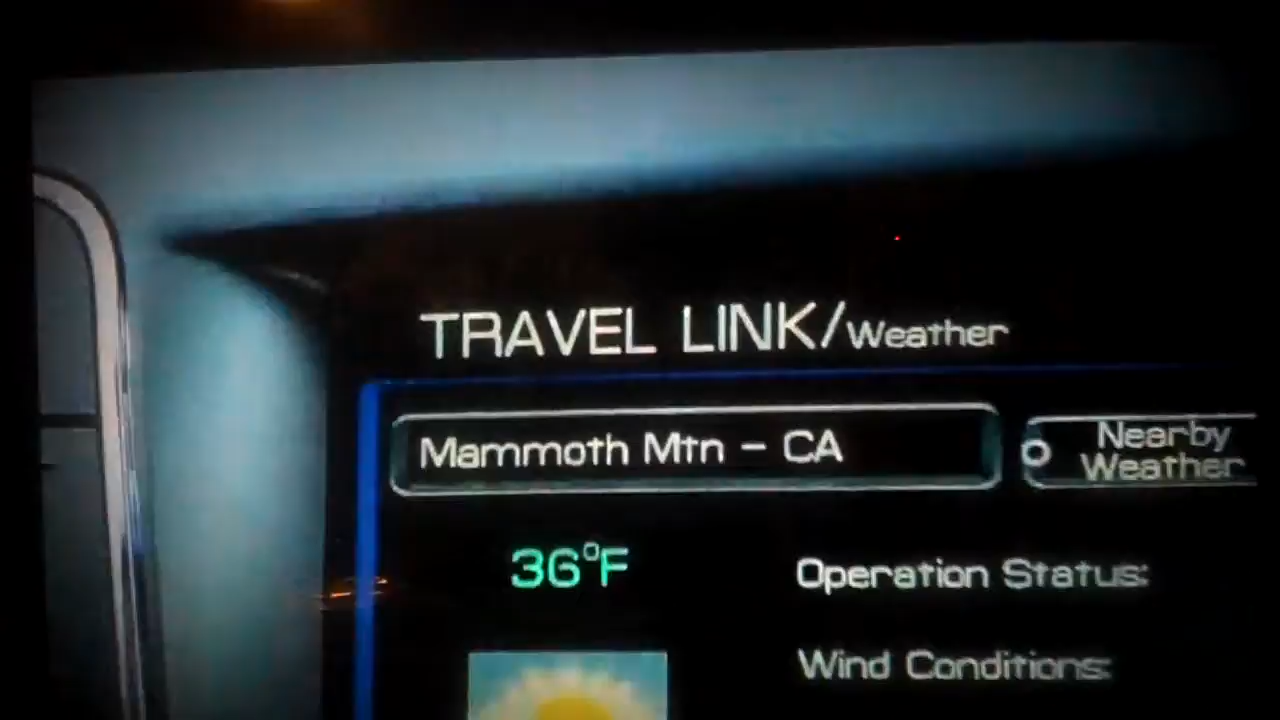 TRAVEL LINK/Weather
Mammoth Mtn - CA
Nearby
Weather
36°F
Operation Status:
Wind Conditions: